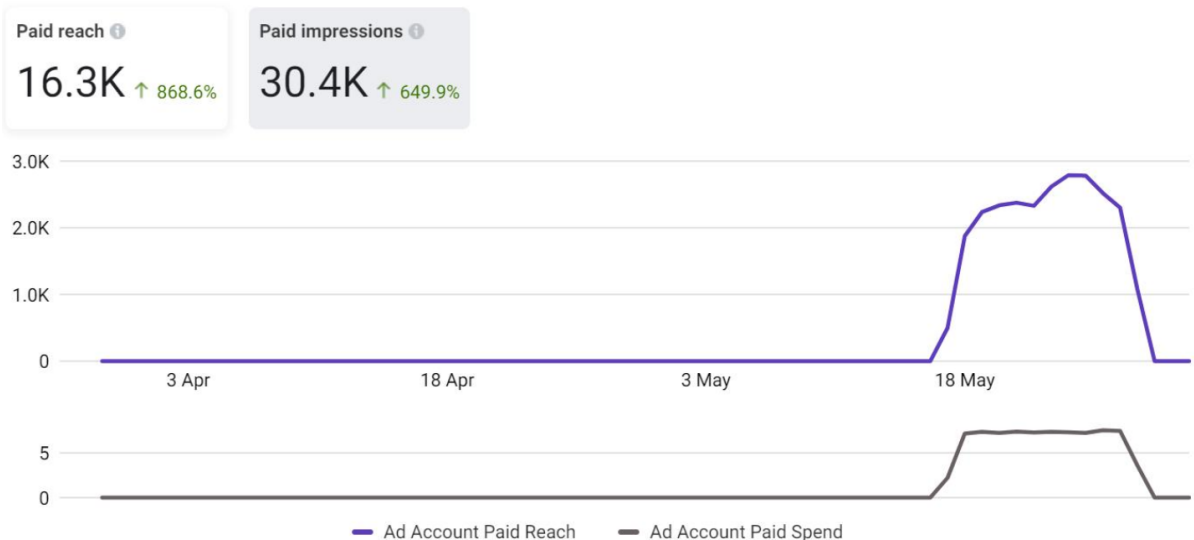 Paid reach
Paid impressions
16.3K ↑ 868.6%
30.4K ↑ 649.9%
3.0K
2.0K
1.0K
0
3 Apr 18 Apr 3 May 18 May
5
0
Ad Account Paid Reach Ad Account Paid Spend